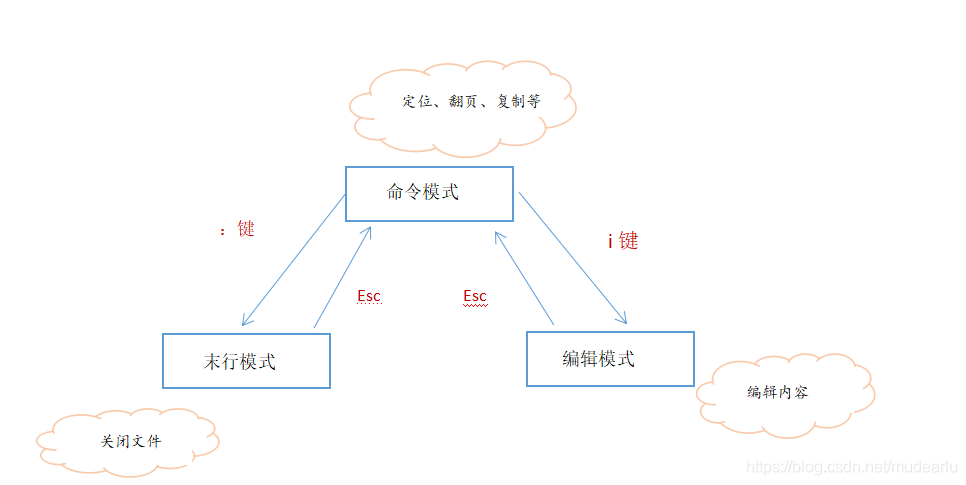 定位、翻页、复制等
命令模式
：键
i 键
Esc
Esc
末行模式
编辑模式
编辑内容
关闭文件
https://blog.csdn.net/mudearlu